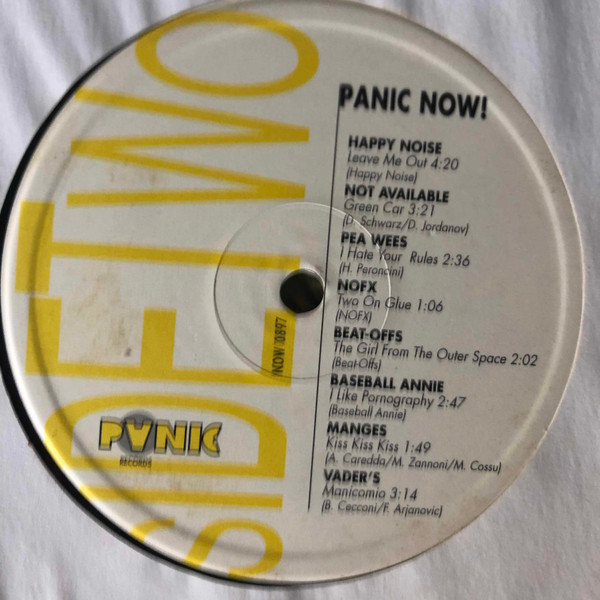 SIDE TWO
PANIC NOW!
HAPPY NOISE
Leave Me Out 4:20
(Happy Noise)
NOT AVAILABLE
Green Car 3:21
(D. Schwarz/D. Jordanov)
PEA WEES
I Hate Your Rules 2:36
(H. Peroncini)
NOFX
Two On Glue 1:06
(NOFX)
BEAT-OFFS
The Girl From The Outer Space 2:02
(Beat-Offs)
BASEBALL ANNIE
I Like Pornography 2:47
(Baseball Annie)
MANGES
Kiss Kiss Kiss 1:49
(A. Caredda/M. Zannoni/M. Cossu)
VADER'S
Manicomio 3:14
(B. Cecconi/F. Arjanovic)
NOW 0897
PANIC
RECORDS